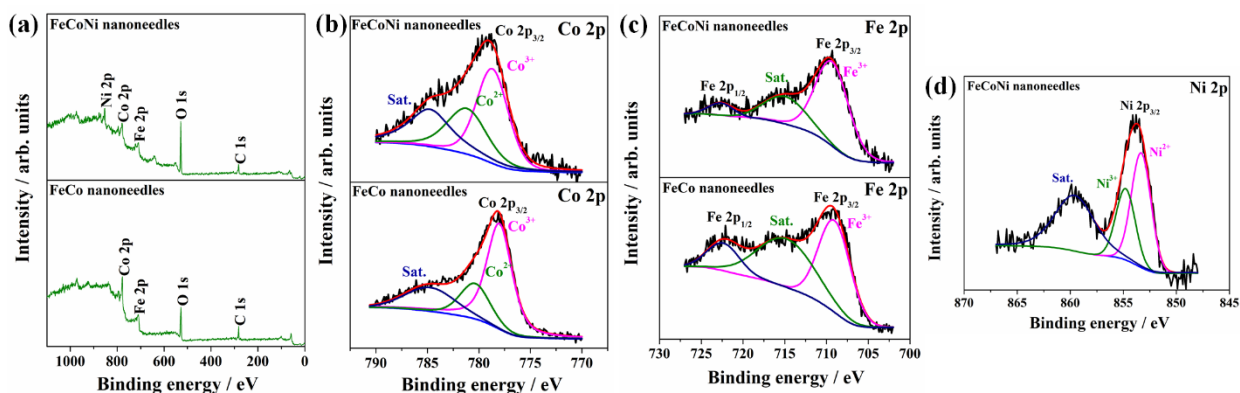 (a)
Intensity / arb. units
FeCoNi nanoneedles
Ni 2p
Co 2p
Fe 2p
O 1s
C 1s
FeCo nanoneedles
Co 2p
Fe 2p
O 1s
C 1s
1000 800 600 400 200 0
Binding energy / eV
(b)
Intensity / arb. units
FeCoNi nanoneedles
Co 2p
Co 2p3/2
Co3+
Co2+
Sat.
FeCo nanoneedles
Co 2p
Co 2p3/2
Co3+
Co2+
Sat.
790 785 780 775 770
Binding energy / eV
(c)
Intensity / arb. units
FeCoNi nanoneedles
Fe 2p
Fe 2p3/2
Fe 2p1/2
Sat.
Fe3+
FeCo nanoneedles
Fe 2p
Fe 2p3/2
Fe 2p1/2
Sat.
Fe3+
730 725 720 715 710 705 700
Binding energy / eV
(d)
Intensity / arb. units
FeCoNi nanoneedles
Ni 2p
Ni 2p3/2
Ni2+
Ni3+
Sat.
870 865 860 855 850 845
Binding energy / eV